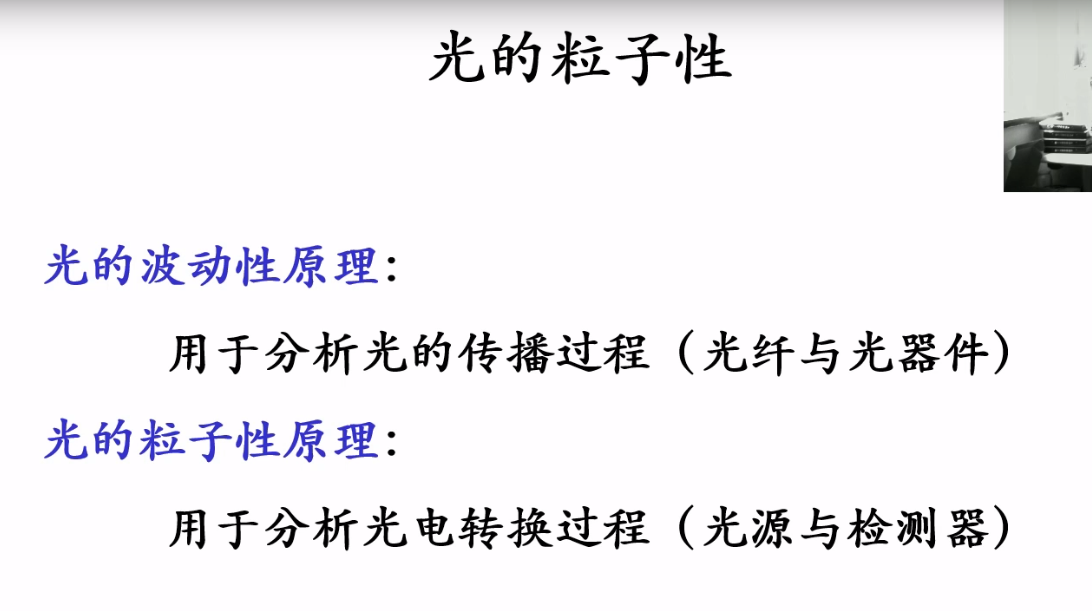 光的粒子性
光的波动性原理：
用于分析光的传播过程（光纤与光器件）
光的粒子性原理：
用于分析光电转换过程（光源与检测器）